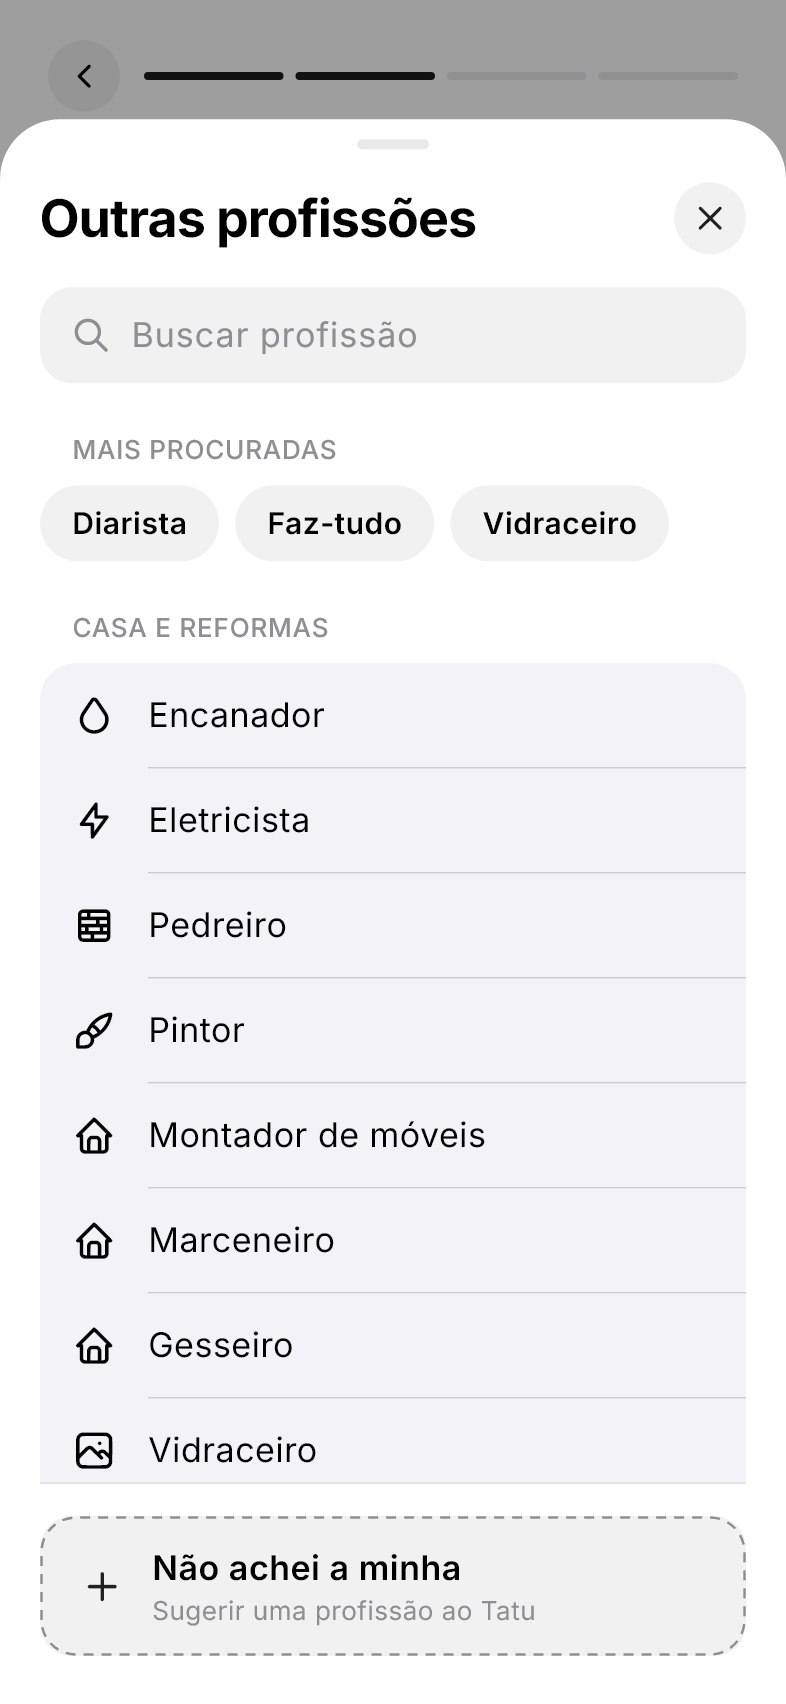 Outras profissões
Buscar profissão
MAIS PROCURADAS
Diarista
Faz-tudo
Vidraceiro
CASA E REFORMAS
Encanador
Eletricista
Pedreiro
Pintor
Montador de móveis
Marceneiro
Gesseiro
Vidraceiro
Não achei a minha
Sugerir uma profissão ao Tatu